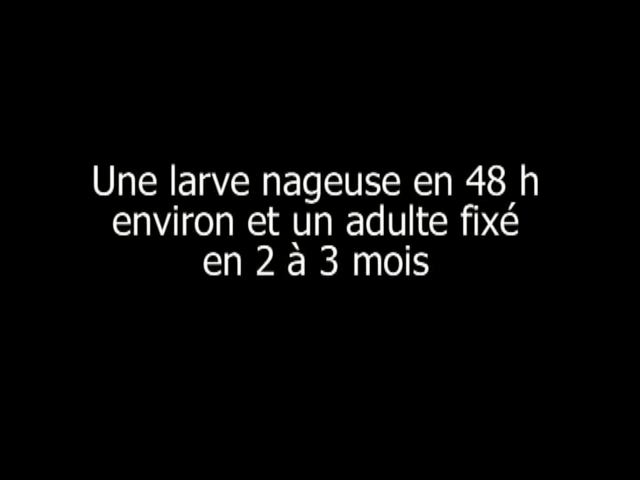 Une larve nageuse en 48 h
environ et un adulte fixé
en 2 à 3 mois